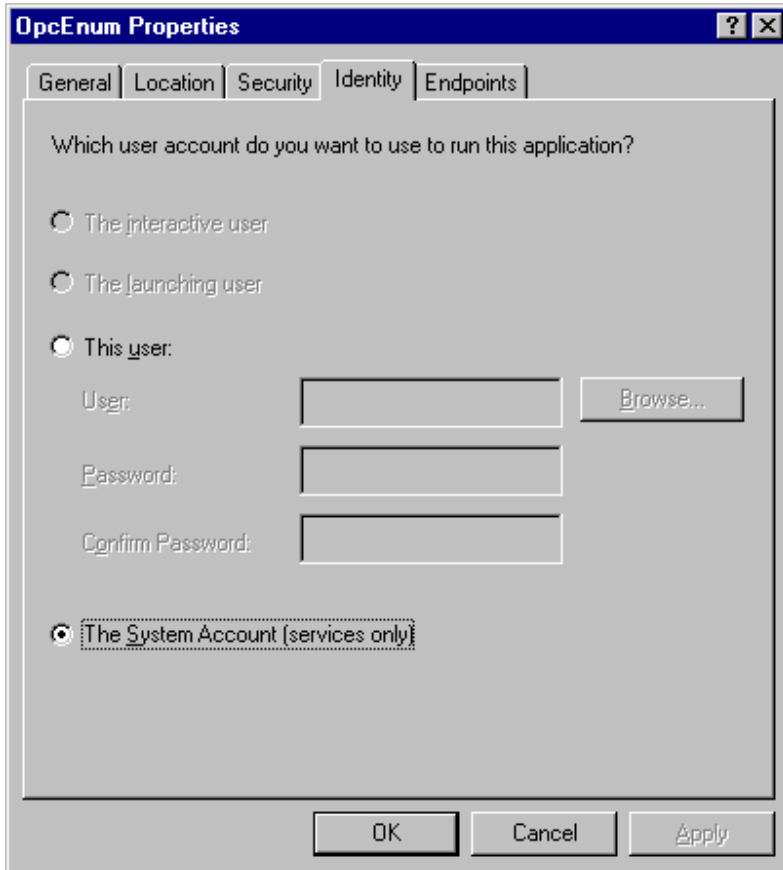 OpcEnum Properties
General Location Security Identity Endpoints
Which user account do you want to use to run this application?
The interactive user
The launching user
This user:
User:
Browse...
Password:
Confirm Password:
The System Account (services only)
OK Cancel Apply